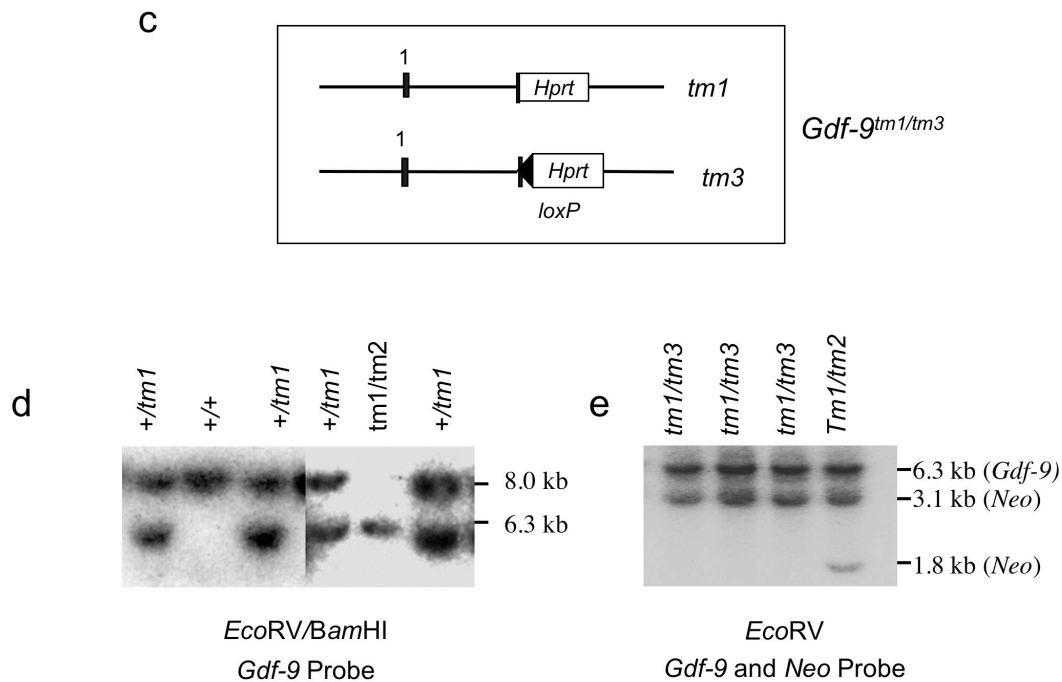 c
1
Hprt
tm1
Gdf-9tm1/tm3
1
Hprt
tm3
loxP
d
+/tm1
+/+
+/tm1
+/tm1
tm1/tm2
+/tm1
8.0 kb
6.3 kb
EcoRV/BamHI
Gdf-9 Probe
e
tm1/tm3
tm1/tm3
tm1/tm3
Tm1/tm2
6.3 kb (Gdf-9)
3.1 kb (Neo)
1.8 kb (Neo)
EcoRV
Gdf-9 and Neo Probe